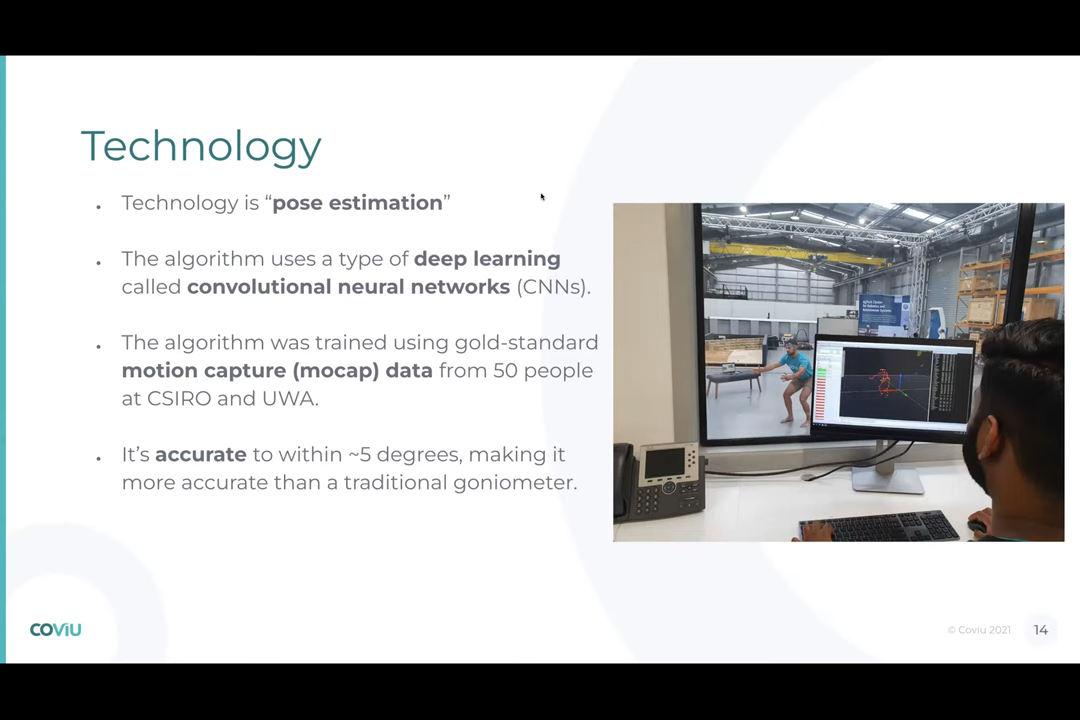 Technology
Technology is “pose estimation”
The algorithm uses a type of deep learning
called convolutional neural networks (CNNs).
The algorithm was trained using gold-standard
motion capture (mocap) data from 50 people
at CSIRO and UWA.
It’s accurate to within ~5 degrees, making it
more accurate than a traditional goniometer.
COViU
© Coviu 2021
14